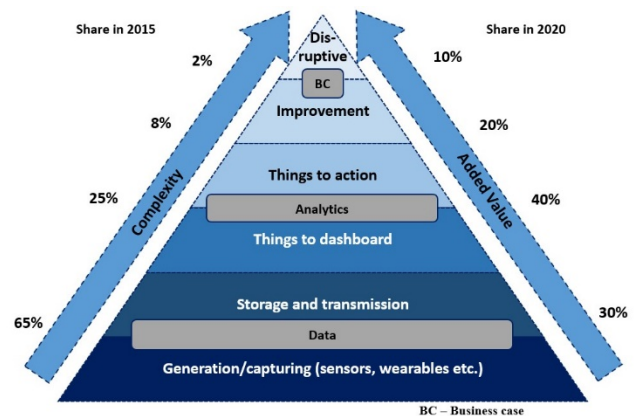 Share in 2015
Share in 2020
Dis-
ruptive
2%
10%
BC
Improvement
8%
20%
Things to action
25%
40%
Complexity
Added Value
Analytics
Things to dashboard
Storage and transmission
65%
30%
Data
Generation/capturing (sensors, wearables etc.)
BC – Business case